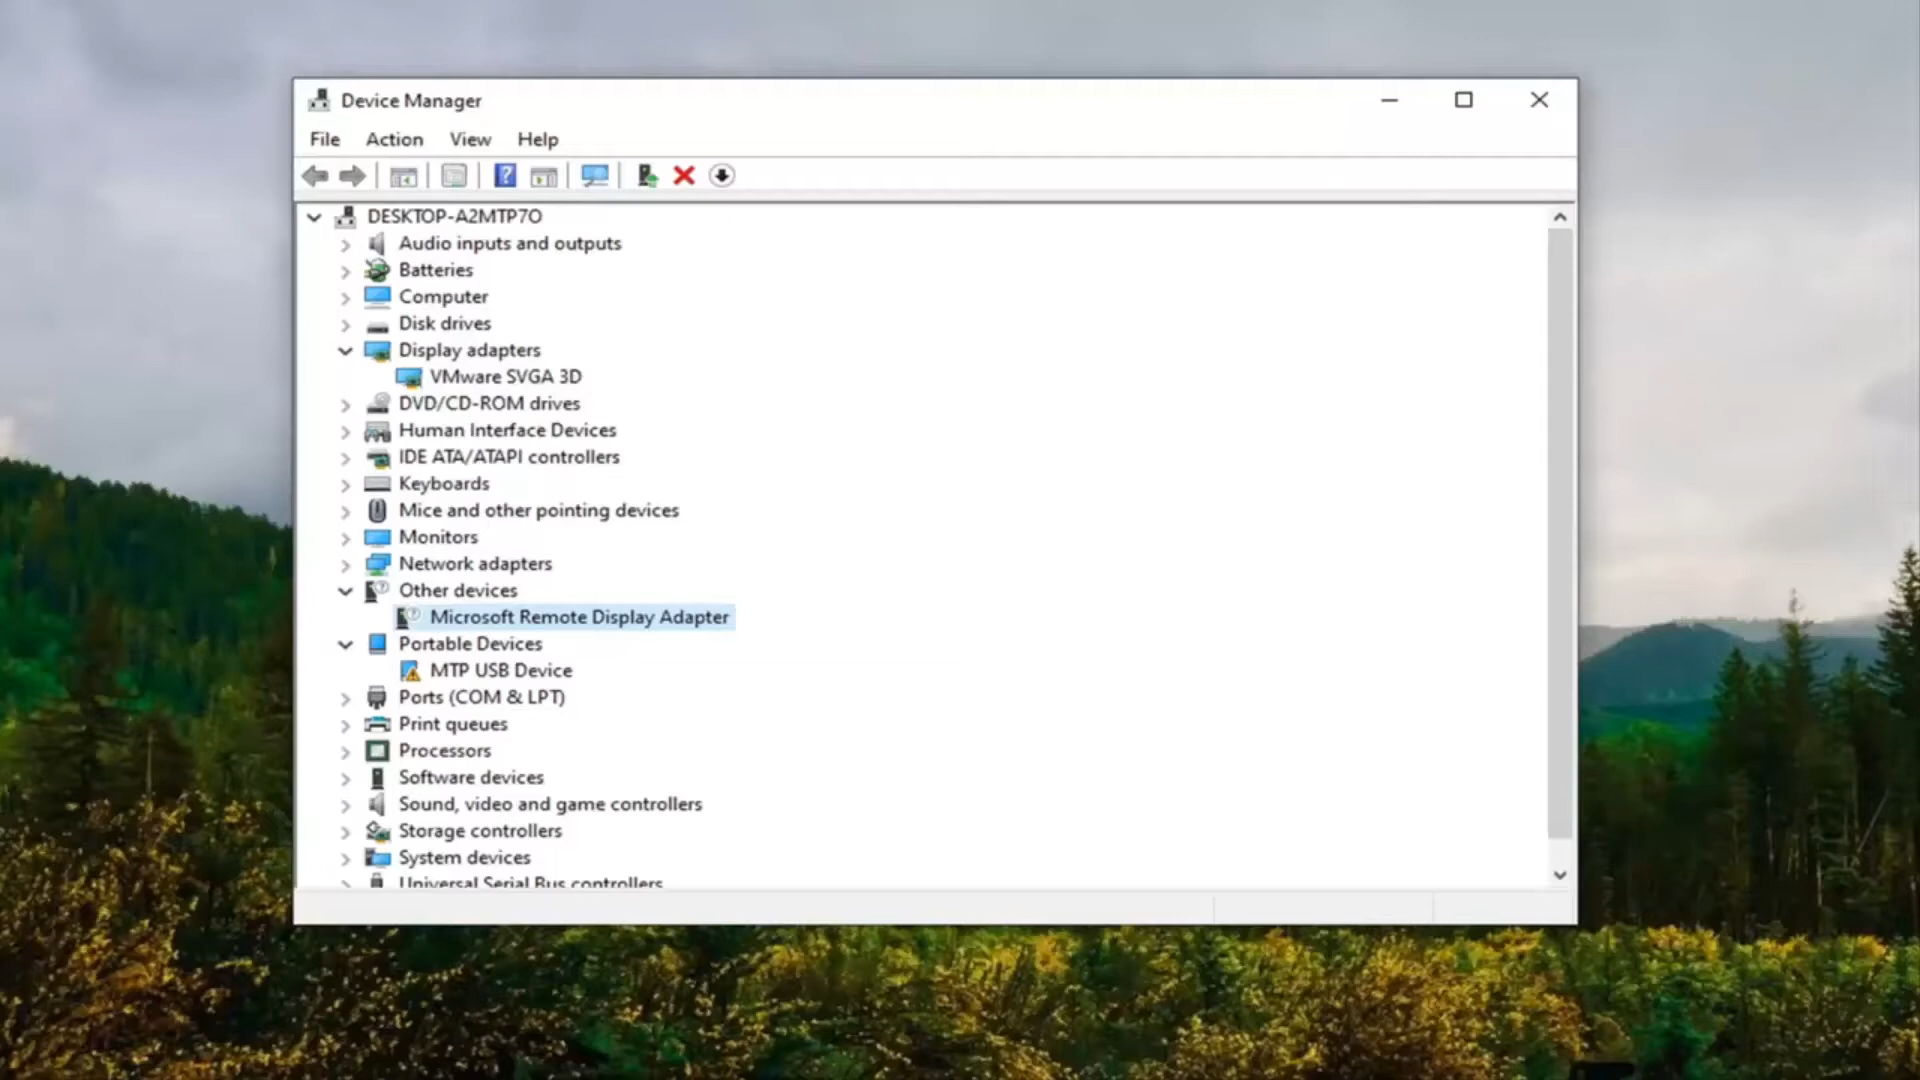 Device Manager
File Action View Help
DESKTOP-A2MTP7O
Audio inputs and outputs
Batteries
Computer
Disk drives
Display adapters
VMware SVGA 3D
DVD/CD-ROM drives
Human Interface Devices
IDE ATA/ATAPI controllers
Keyboards
Mice and other pointing devices
Monitors
Network adapters
Other devices
Microsoft Remote Display Adapter
Portable Devices
MTP USB Device
Ports (COM & LPT)
Print queues
Processors
Software devices
Sound, video and game controllers
Storage controllers
System devices
Universal Serial Bus controllers